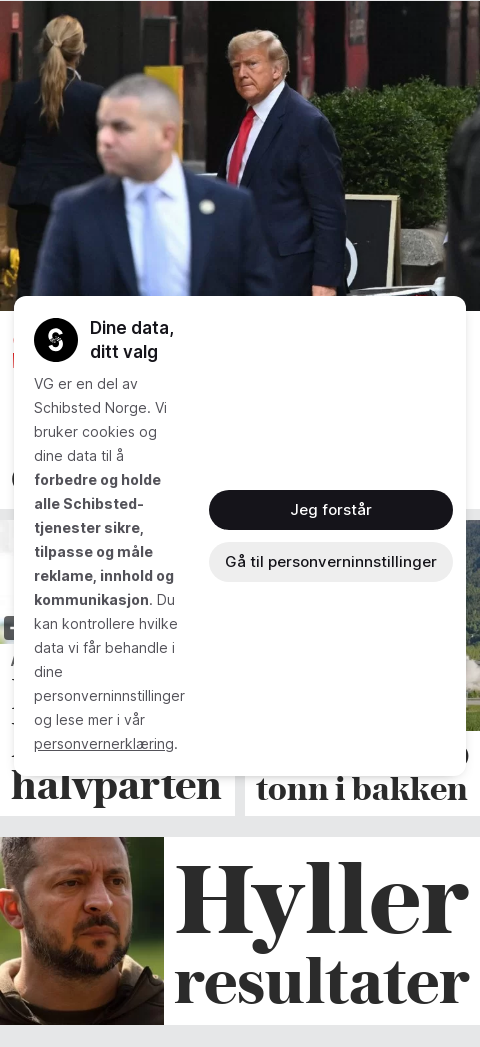 Dine data,
ditt valg
VG er en del av
Schibsted Norge. Vi
bruker cookies og
dine data til å
forbedre og holde
alle Schibsted-
tjenester sikre,
tilpasse og måle
reklame, innhold og
kommunikasjon. Du
kan kontrollere hvilke
data vi får behandle i
dine
personverninnstillinger
og lese mer i vår
personvernerklæring.
Jeg forstår
Gå til personverninnstillinger
halvparten
tonn i bakken
Hyller
resultater